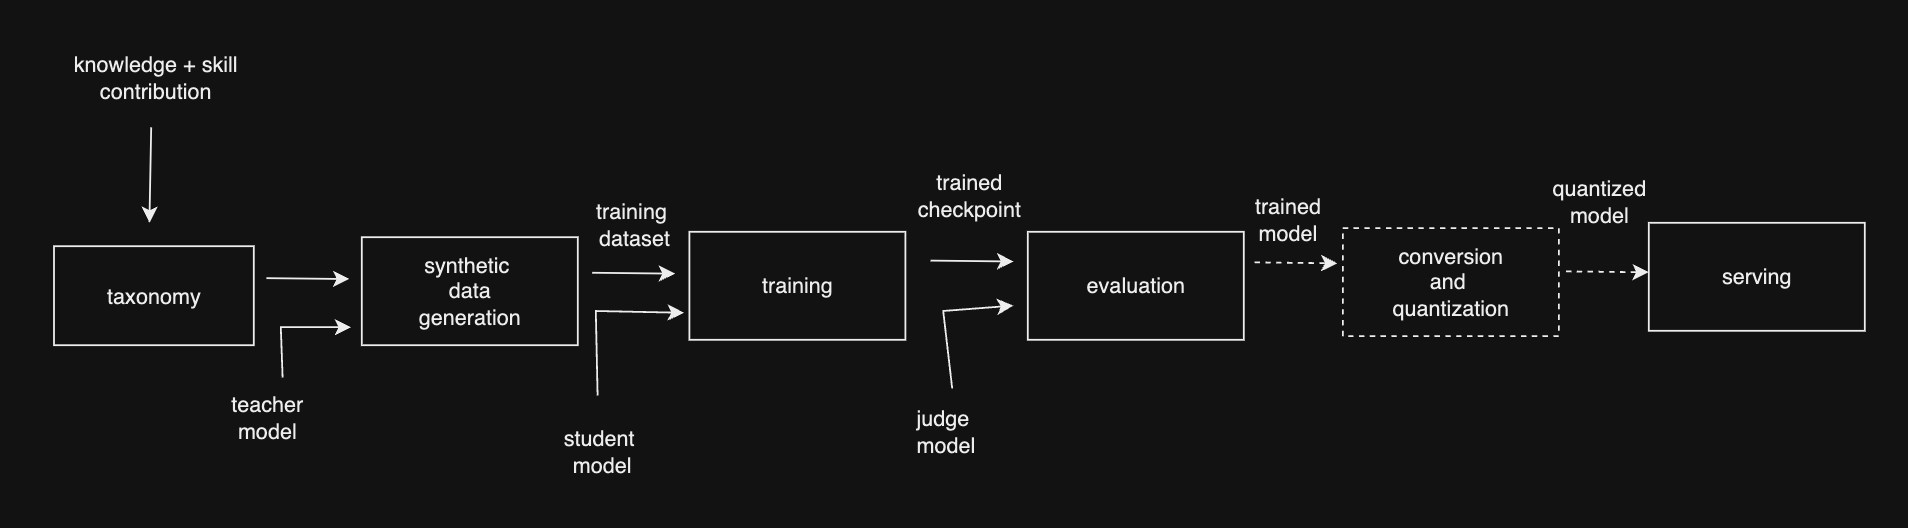 knowledge + skill
contribution
taxonomy
teacher
model
synthetic
data
generation
training
dataset
student
model
training
trained
checkpoint
judge
model
evaluation
trained
model
conversion
and
quantization
quantized
model
serving